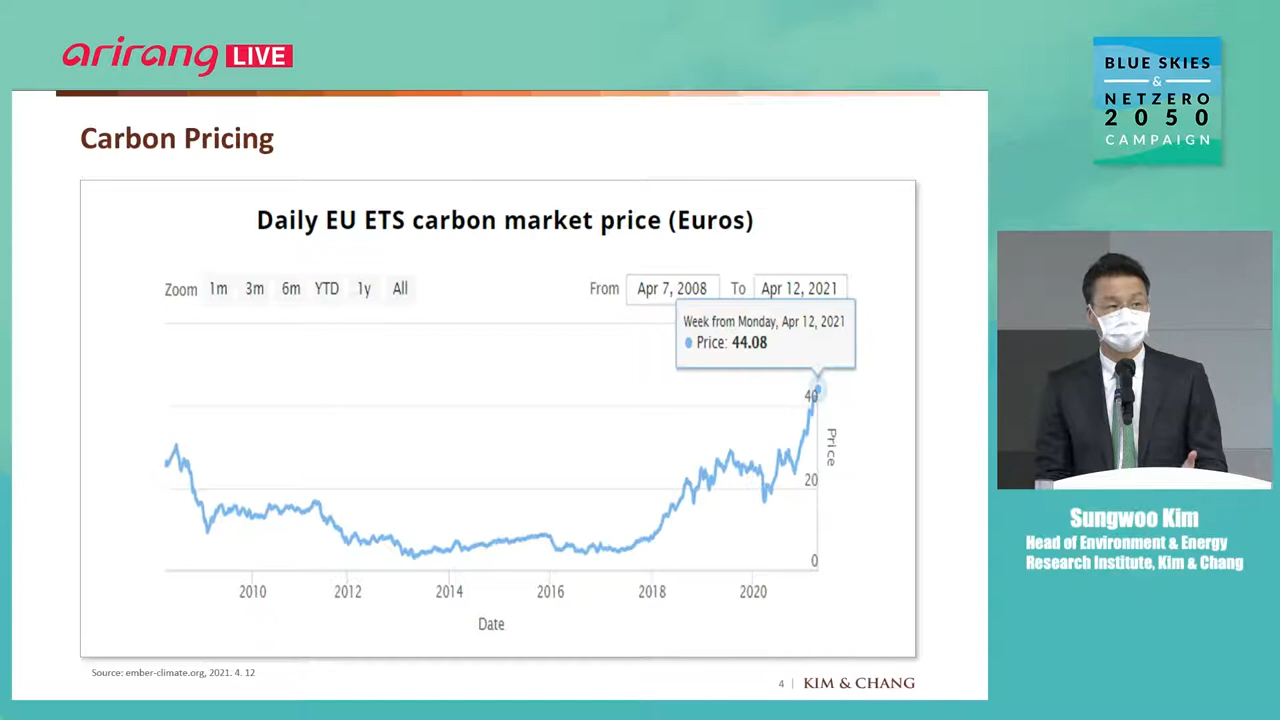 arirang LIVE
BLUE SKIES
&
NETZERO
2050
CAMPAIGN
Carbon Pricing
Daily EU ETS carbon market price (Euros)
Zoom 1m 3m 6m YTD 1y All From Apr 7, 2008 To Apr 12, 2021
Week from Monday, Apr 12, 2021
Price: 44.08
40
20
0
Price
2010 2012 2014 2016 2018 2020
Date
Source: ember-climate.org, 2021. 4. 12
4 | KIM & CHANG
Sungwoo Kim
Head of Environment & Energy
Research Institute, Kim & Chang